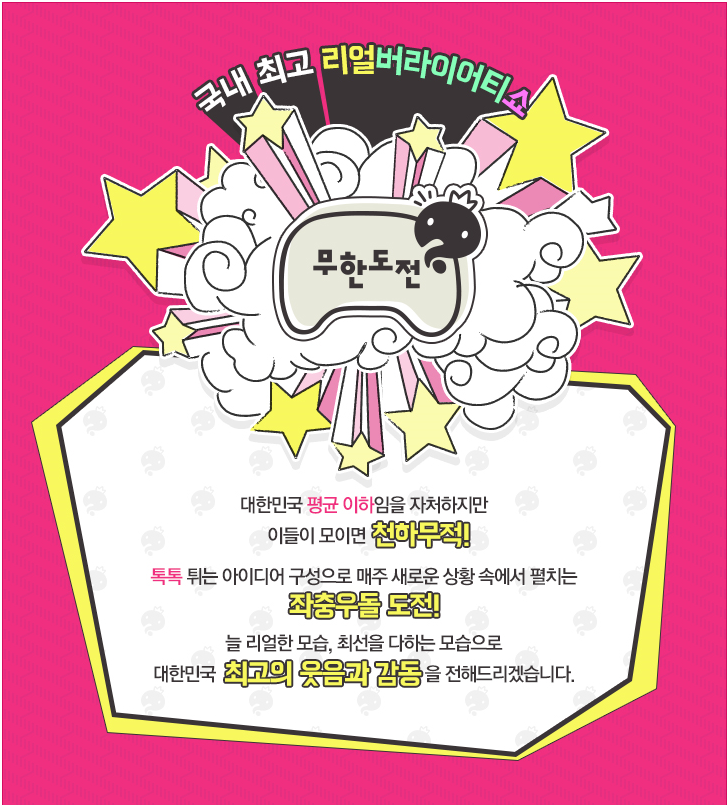 국내 최고 리얼버라이어티쇼
무한도전
대한민국 평균 이하임을 자처하지만
이들이 모이면 천하무적!
톡톡 튀는 아이디어 구성으로 매주 새로운 상황 속에서 펼치는
좌충우돌 도전!
늘 리얼한 모습, 최선을 다하는 모습으로
대한민국 최고의 웃음과 감동을 전해드리겠습니다.